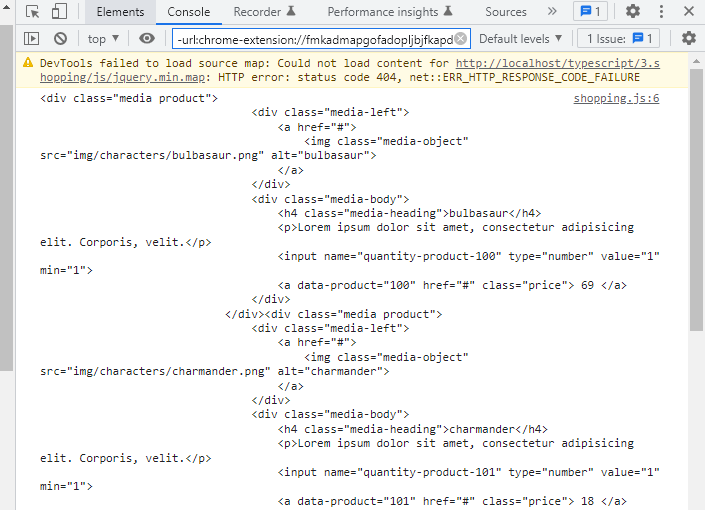 Elements Console Recorder Performance insights Sources » 1
top ▼ -url:chrome-extension://fmkadmapgofadopljbjfkapd Default levels ▼ 1 Issue: 1
DevTools failed to load source map: Could not load content for http://localhost/typescript/3.s
hopping/js/jquery.min.map: HTTP error: status code 404, net::ERR_HTTP_RESPONSE_CODE_FAILURE
<div class="media product"> shopping.js:6
<div class="media-left">
<a href="#">
<img class="media-object"
src="img/characters/bulbasaur.png" alt="bulbasaur">
</a>
</div>
<div class="media-body">
<h4 class="media-heading">bulbasaur</h4>
<p>Lorem ipsum dolor sit amet, consectetur adipisicing
elit. Corporis, velit.</p>
<input name="quantity-product-100" type="number" value="1"
min="1">
<a data-product="100" href="#" class="price"> 69 </a>
</div>
</div><div class="media product">
<div class="media-left">
<a href="#">
<img class="media-object"
src="img/characters/charmander.png" alt="charmander">
</a>
</div>
<div class="media-body">
<h4 class="media-heading">charmander</h4>
<p>Lorem ipsum dolor sit amet, consectetur adipisicing
elit. Corporis, velit.</p>
<input name="quantity-product-101" type="number" value="1"
min="1">
<a data-product="101" href="#" class="price"> 18 </a>